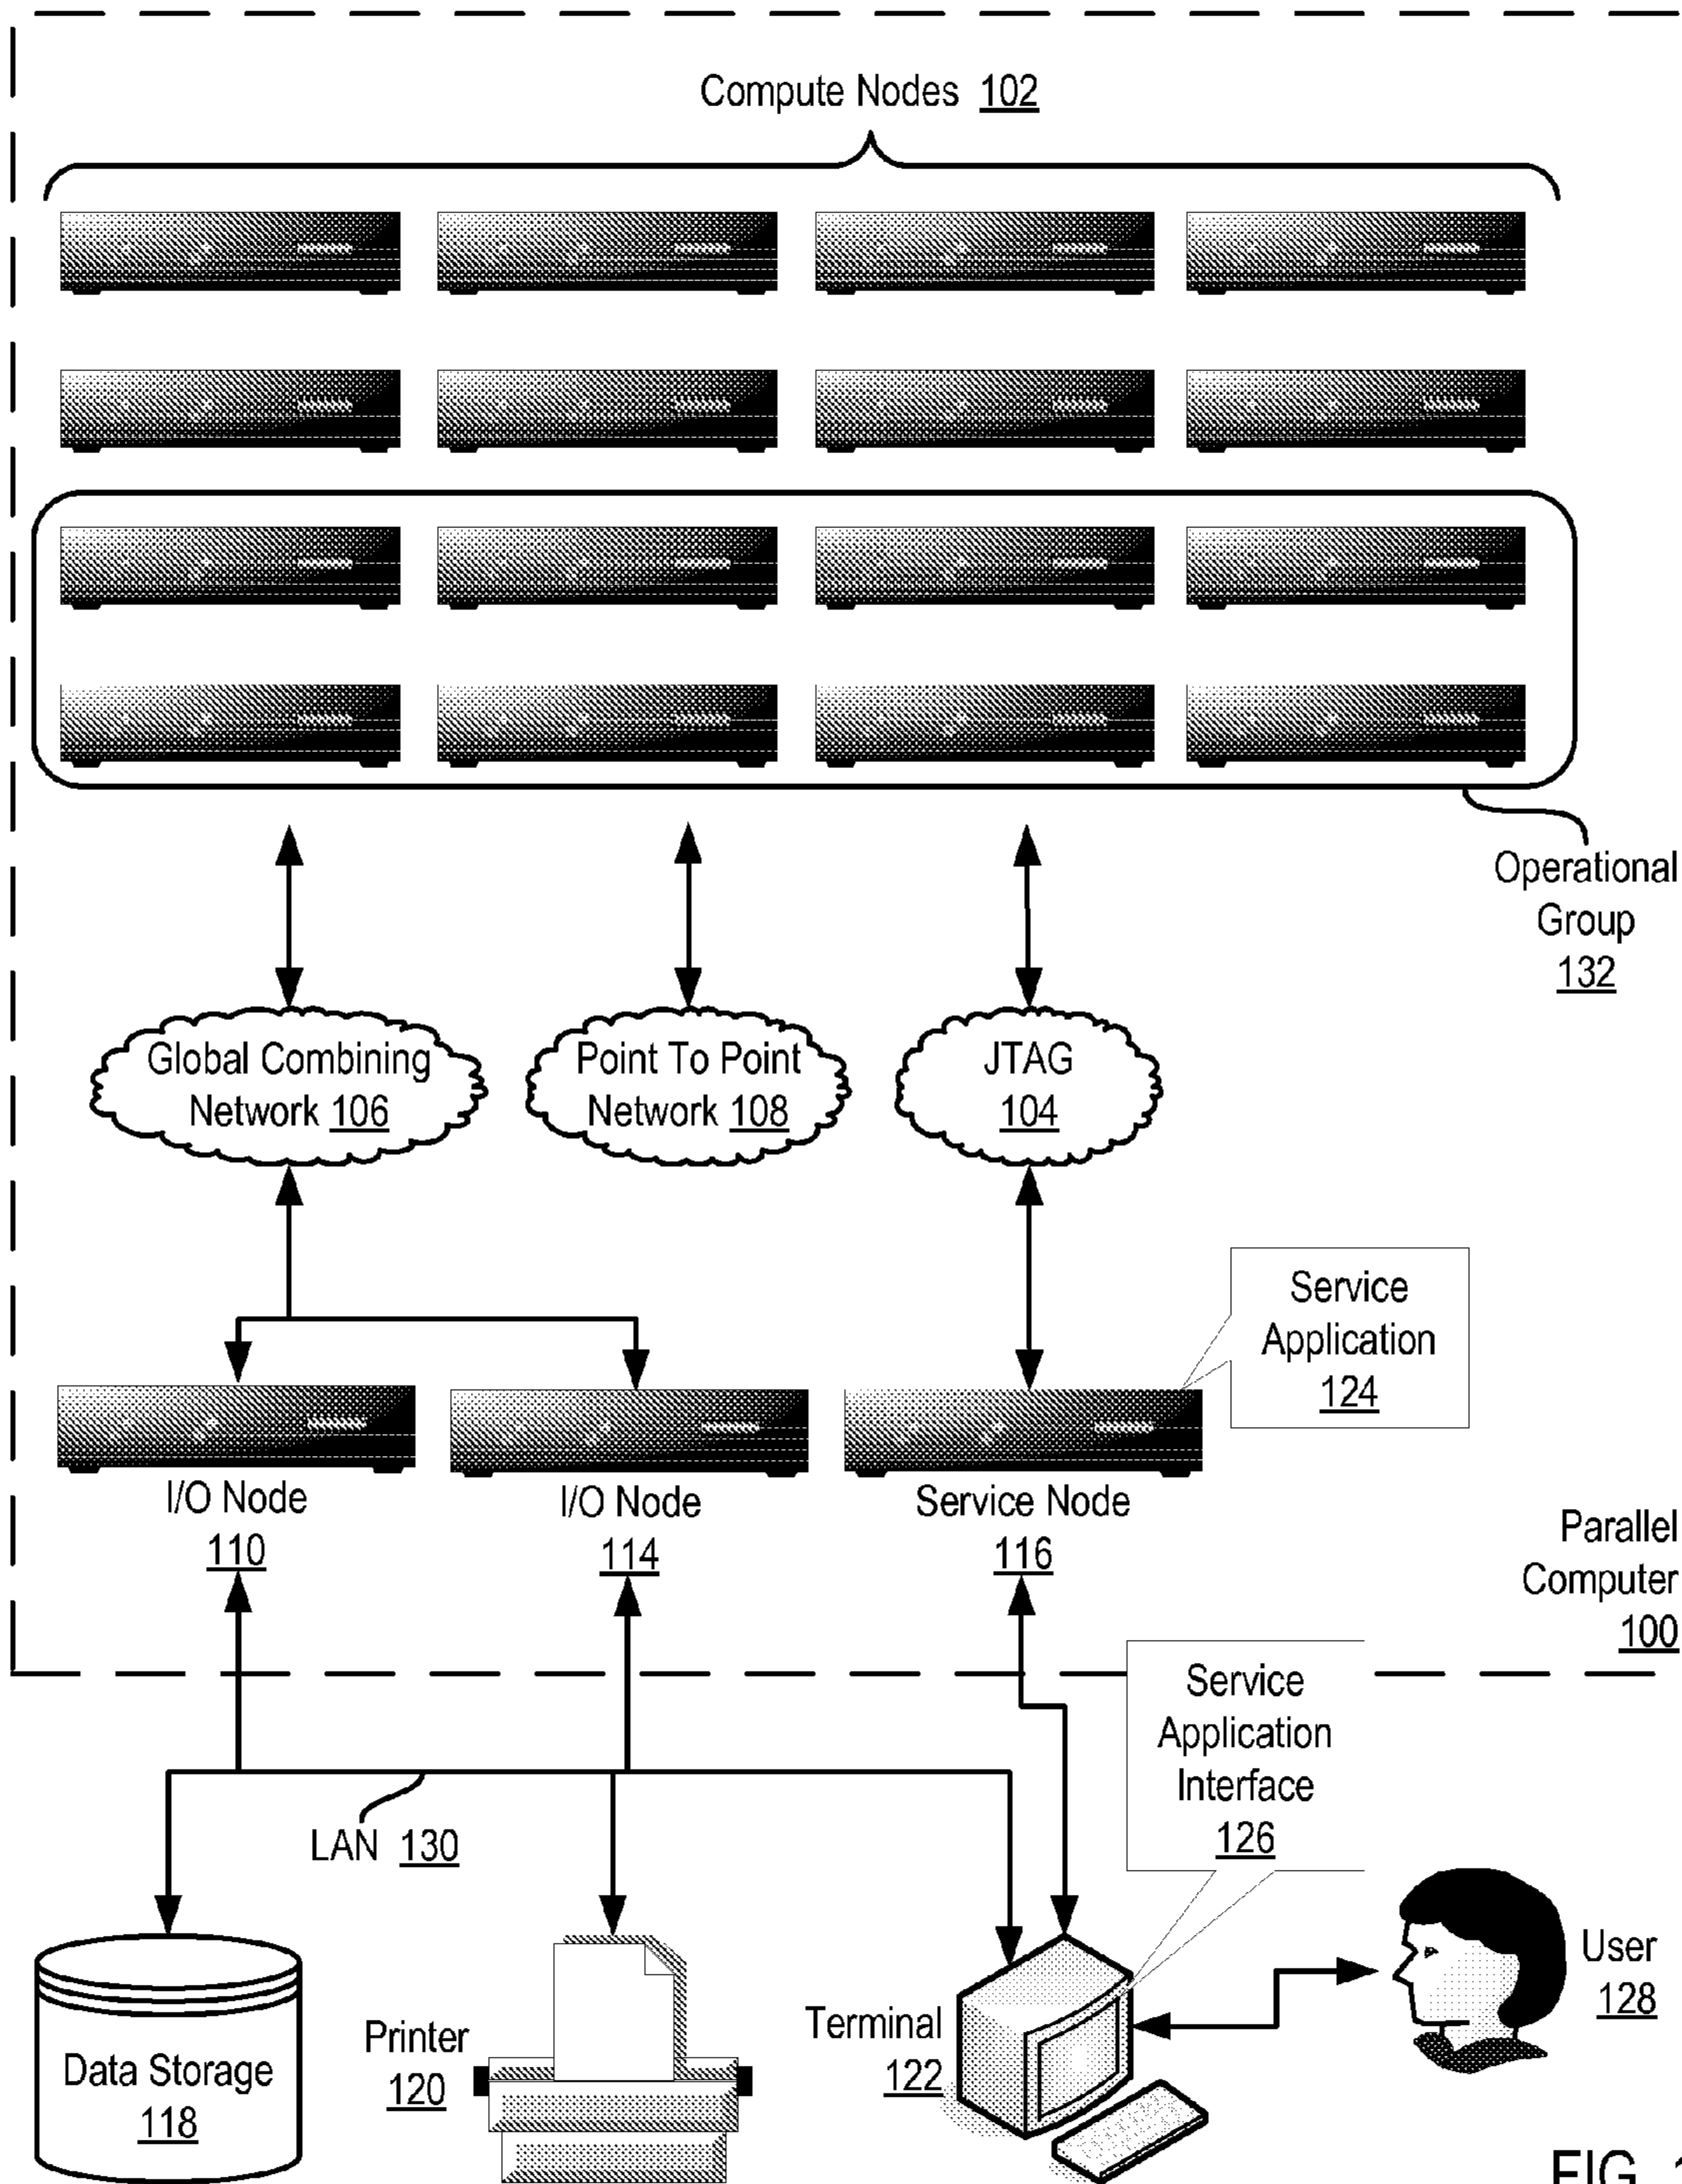 Compute Nodes 102
Operational
Group
132
Global Combining
Network 106
Point To Point
Network 108
JTAG
104
Service
Application
124
I/O Node
110
I/O Node
114
Service Node
116
Parallel
Computer
100
Service
Application
Interface
126
LAN 130
Data Storage
118
Printer
120
Terminal
122
User
128
FIG. 1